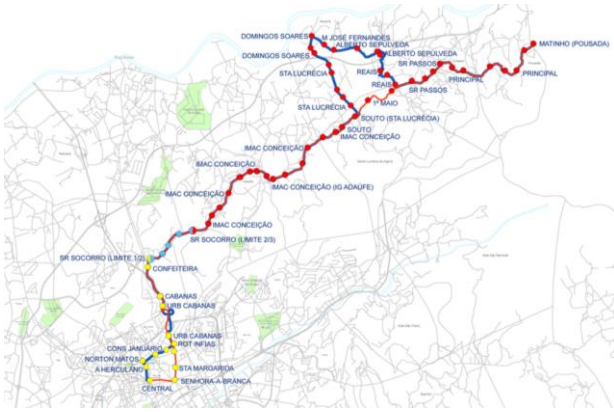 DOMINGOS SOARES
M JOSÉ FERNANDES
ALBERTO SEPÚLVEDA
MATINHO (POUSADA)
DOMINGOS SOARES
ALBERTO SEPÚLVEDA
SR PASSOS
STA LUCRÉCIA
REAIS
PRINCIPAL
PRINCIPAL
REAIS
SR PASSOS
STA LUCRÉCIA
1º MAIO
SOUTO (STA LUCRÉCIA)
SOUTO
IMAC CONCEIÇÃO
IMAC CONCEIÇÃO
IMAC CONCEIÇÃO
IMAC CONCEIÇÃO (IG ADAÚFE)
IMAC CONCEIÇÃO
IMAC CONCEIÇÃO
SR SOCORRO (LIMITE 2/3)
SR SOCORRO (LIMITE 1/2)
CONFEITEIRA
CABANAS
URB CABANAS
URB CABANAS
ROT INFIAS
CONS JANUÁRIO
NORTON MATOS
A HERCULANO
STA MARGARIDA
SENHORA-A-BRANCA
CENTRAL